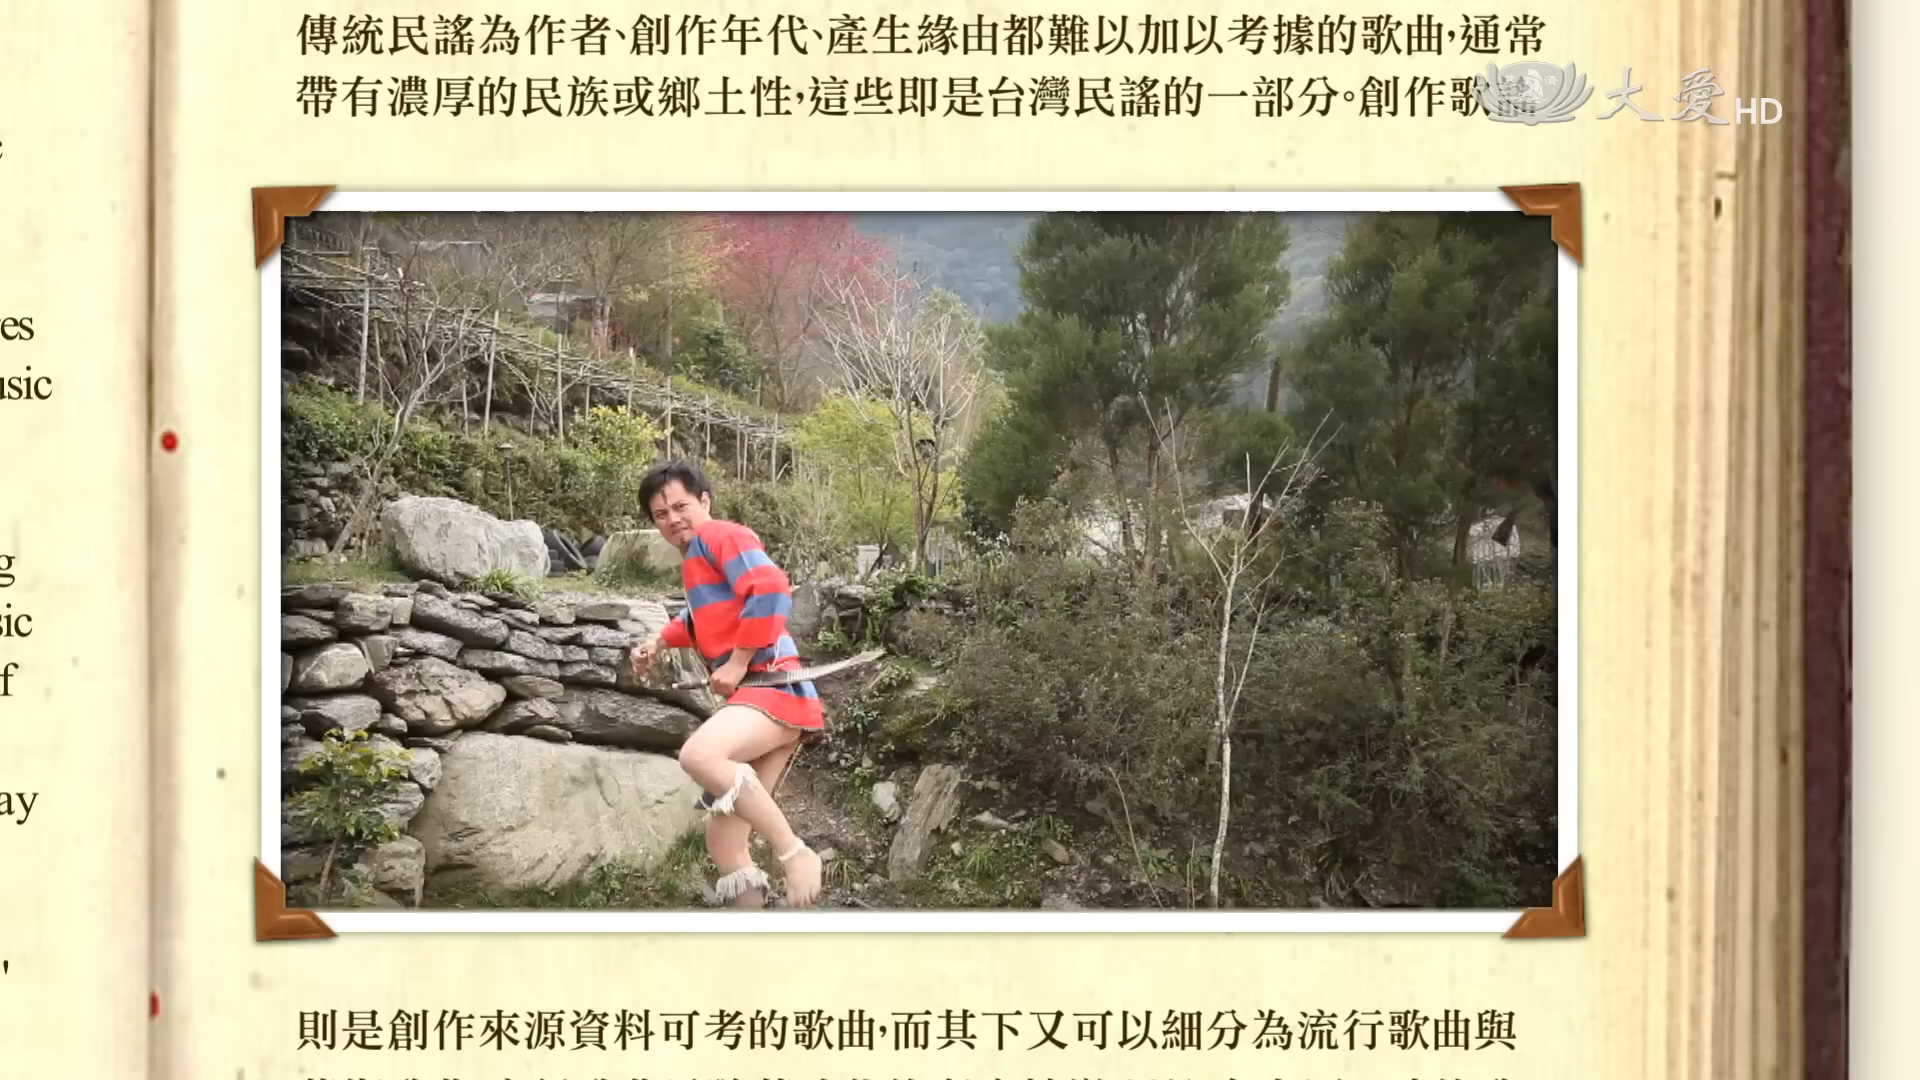 傳統民謠為作者、創作年代、產生緣由都難以加以考據的歌曲，通常
帶有濃厚的民族或鄉土性，這些即是台灣民謠的一部分。創作歌謠
大愛HD
es
usic
g
sic
f
ay
則是創作來源資料可考的歌曲，而其下又可以細分為流行歌曲與